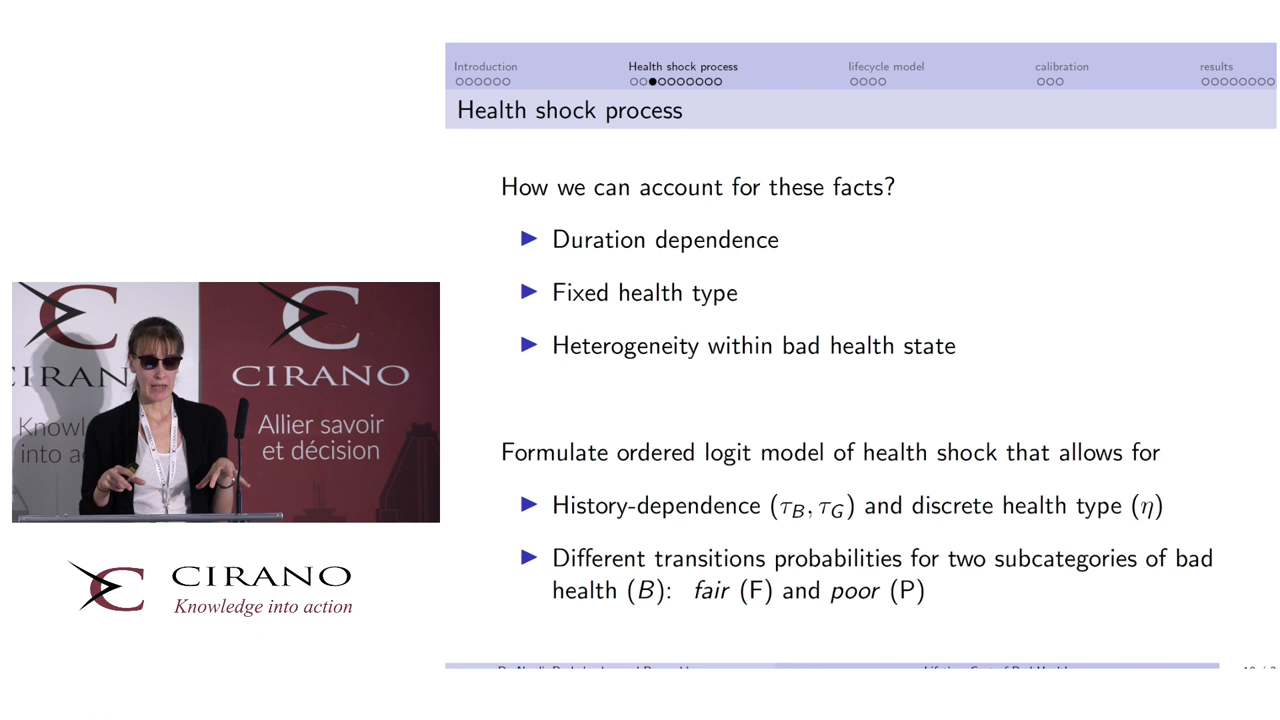 Introduction
Health shock process
lifecycle model
calibration
results
Health shock process
How we can account for these facts?
Duration dependence
Fixed health type
Heterogeneity within bad health state
Formulate ordered logit model of health shock that allows for
History-dependence (τB, τG) and discrete health type (η)
Different transitions probabilities for two subcategories of bad
health (B): fair (F) and poor (P)
CIRANO
Allier savoir
et décision
CIRANO
Knowledge into action